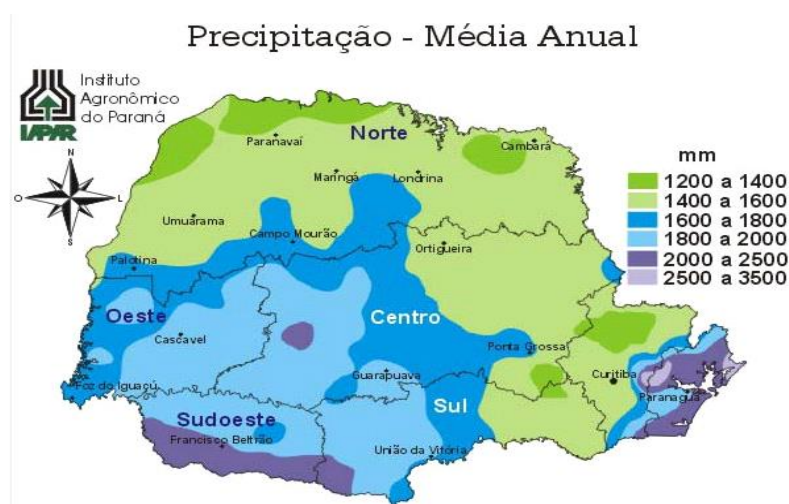 Precipitação - Média Anual
Instituto
Agronômico
do Paraná
IAPAR
N
O
L
S
Norte
Paranavaí
Cambará
Maringá
Londrina
Umuarama
Campo Mourão
Ortigueira
Palotina
Oeste
Cascavel
Centro
Ponta Grossa
Foz do Iguaçú
Guarapuava
Curitiba
Paranaguá
Sudoeste
Francisco Beltrão
Sul
União da Vitória
mm
1200 a 1400
1400 a 1600
1600 a 1800
1800 a 2000
2000 a 2500
2500 a 3500